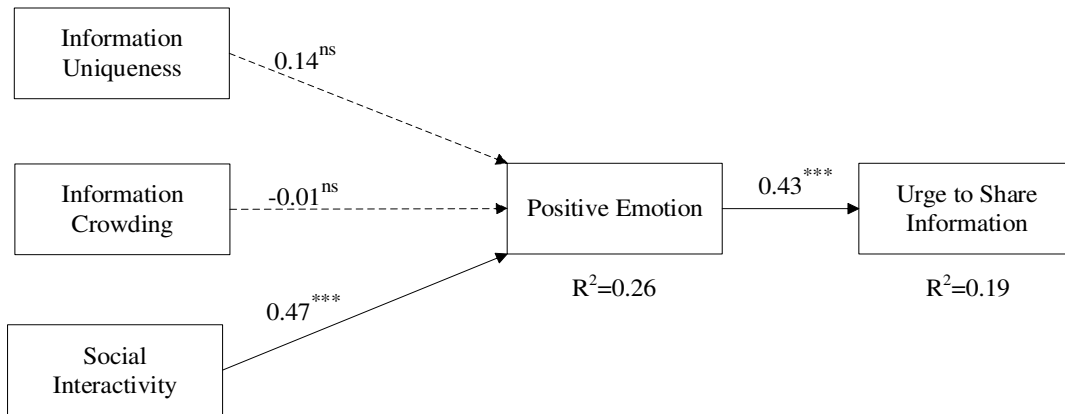 Information
Uniqueness
0.14ns
Information
Crowding
-0.01ns
Social
Interactivity
0.47***
Positive Emotion
R2=0.26
0.43***
Urge to Share
Information
R2=0.19